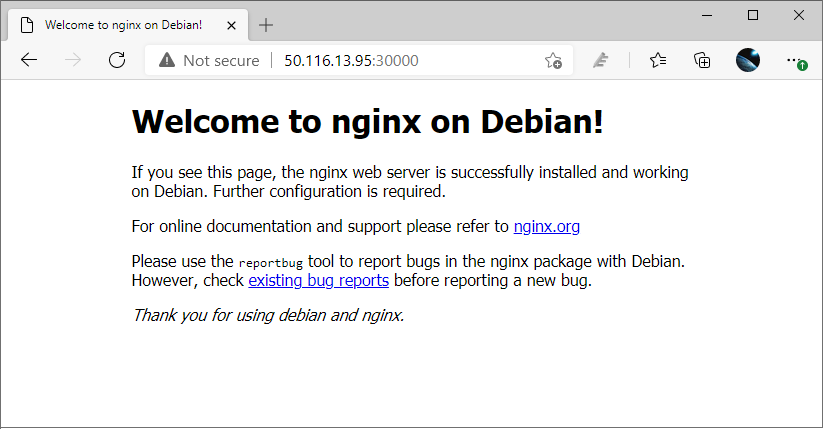 Welcome to nginx on Debian!
Not secure
50.116.13.95:30000
Welcome to nginx on Debian!
If you see this page, the nginx web server is successfully installed and working
on Debian. Further configuration is required.
For online documentation and support please refer to nginx.org
Please use the reportbug tool to report bugs in the nginx package with Debian.
However, check existing bug reports before reporting a new bug.
Thank you for using debian and nginx.